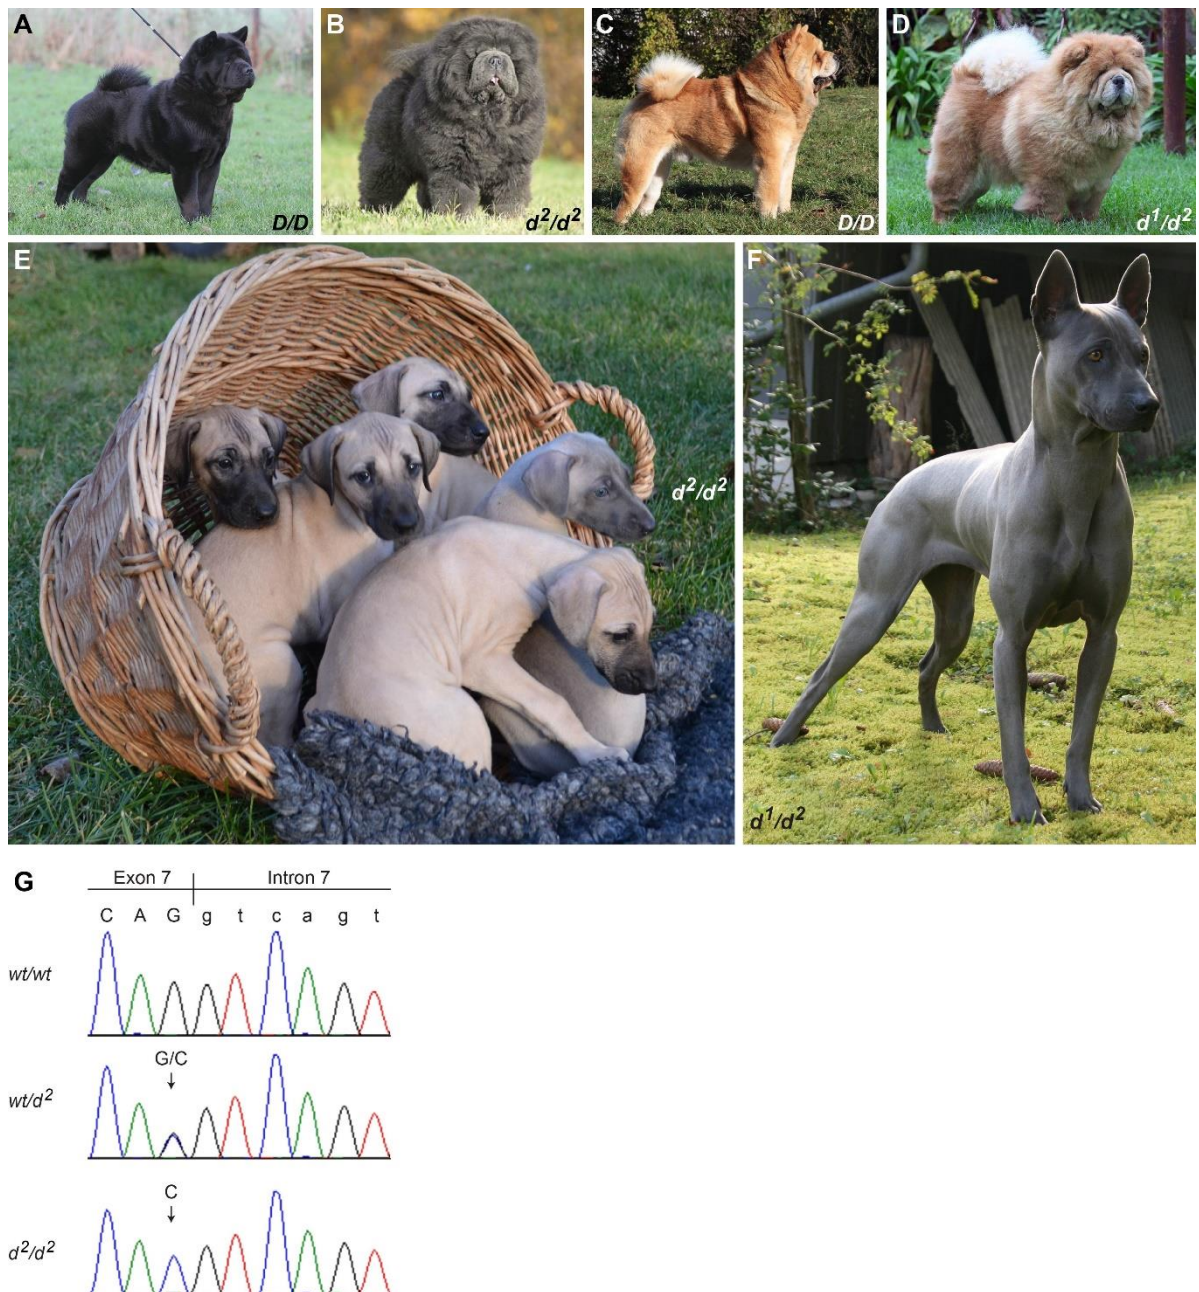 A
D/D
B
d²/d²
C
D/D
D
d¹/d²
E
d²/d²
F
d¹/d²
G
Exon 7 Intron 7
C A G g t c a g t
wt/wt
G/C
wt/d²
C
d²/d²